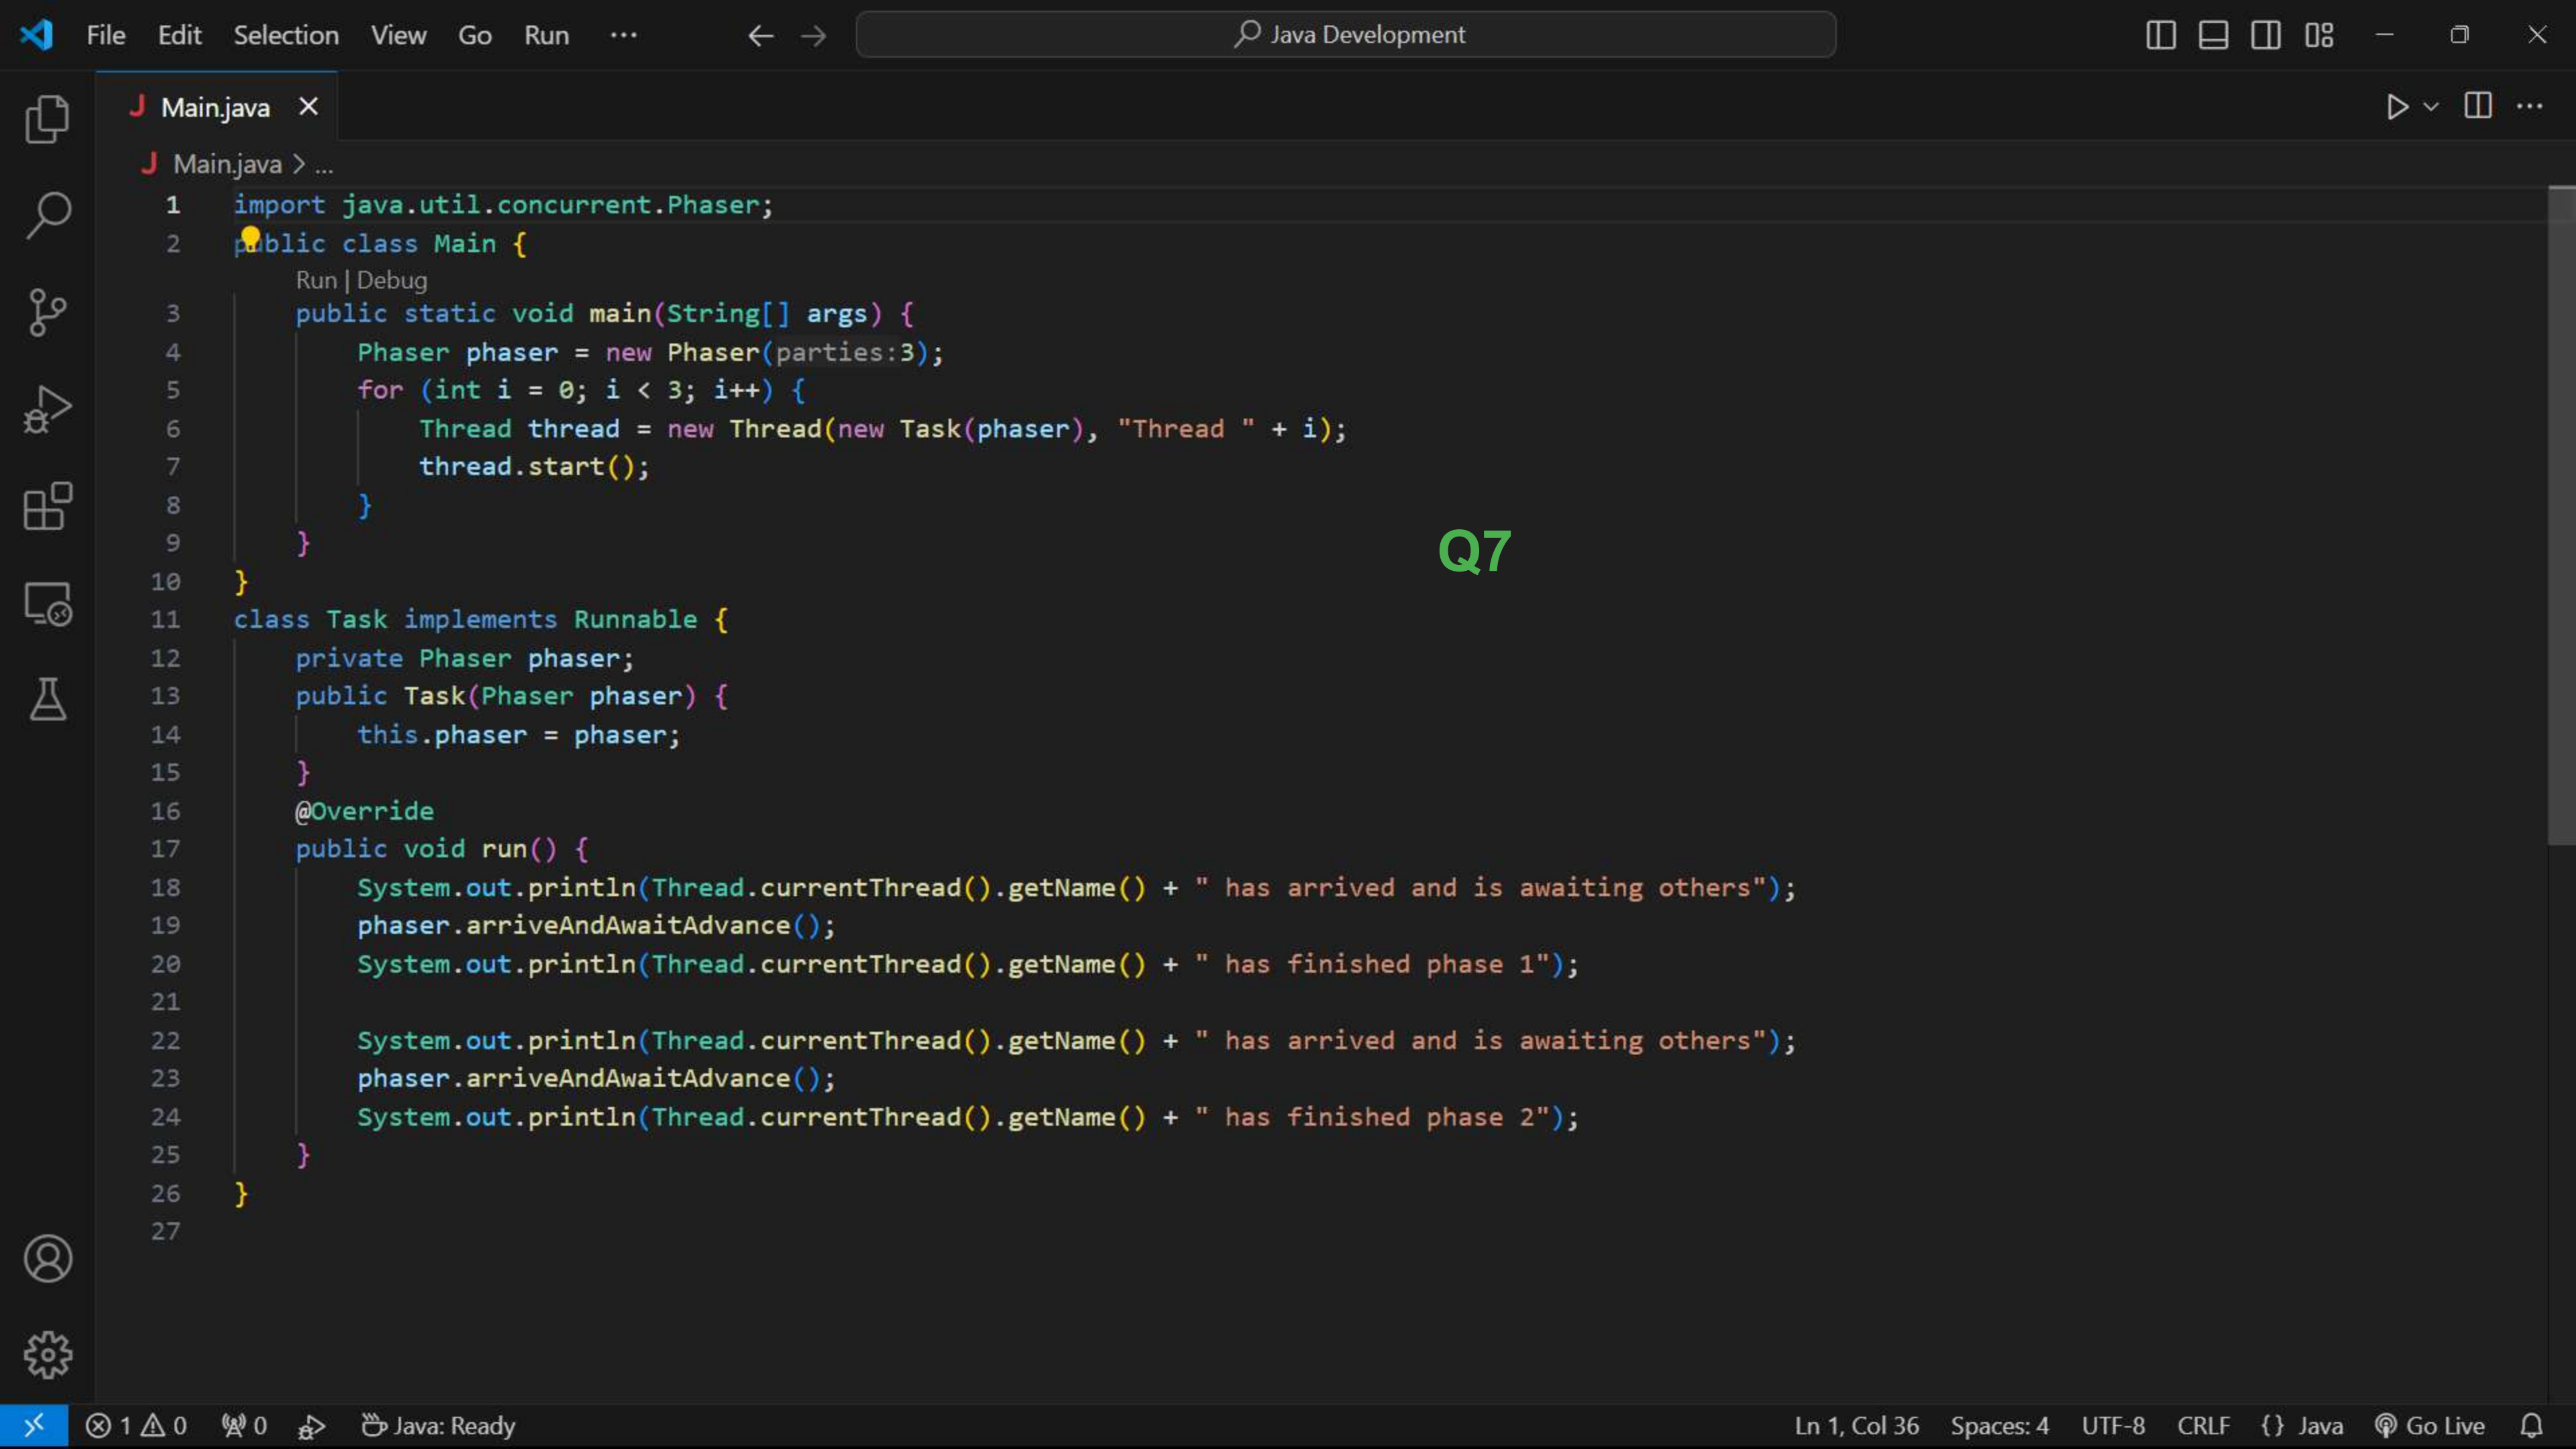 File Edit Selection View Go Run ··· Java Development
J Main.java
J Main.java > ...
1 import java.util.concurrent.Phaser;
2 public class Main {
Run | Debug
3 public static void main(String[] args) {
4 Phaser phaser = new Phaser(parties:3);
5 for (int i = 0; i < 3; i++) {
6 Thread thread = new Thread(new Task(phaser), "Thread " + i);
7 thread.start();
8 }
9 }
Q7
10 }
11 class Task implements Runnable {
12 private Phaser phaser;
13 public Task(Phaser phaser) {
14 this.phaser = phaser;
15 }
16 @Override
17 public void run() {
18 System.out.println(Thread.currentThread().getName() + " has arrived and is awaiting others");
19 phaser.arriveAndAwaitAdvance();
20 System.out.println(Thread.currentThread().getName() + " has finished phase 1");
21
22 System.out.println(Thread.currentThread().getName() + " has arrived and is awaiting others");
23 phaser.arriveAndAwaitAdvance();
24 System.out.println(Thread.currentThread().getName() + " has finished phase 2");
25 }
26 }
27
1 0 0 Java: Ready Ln 1, Col 36 Spaces: 4 UTF-8 CRLF {} Java Go Live